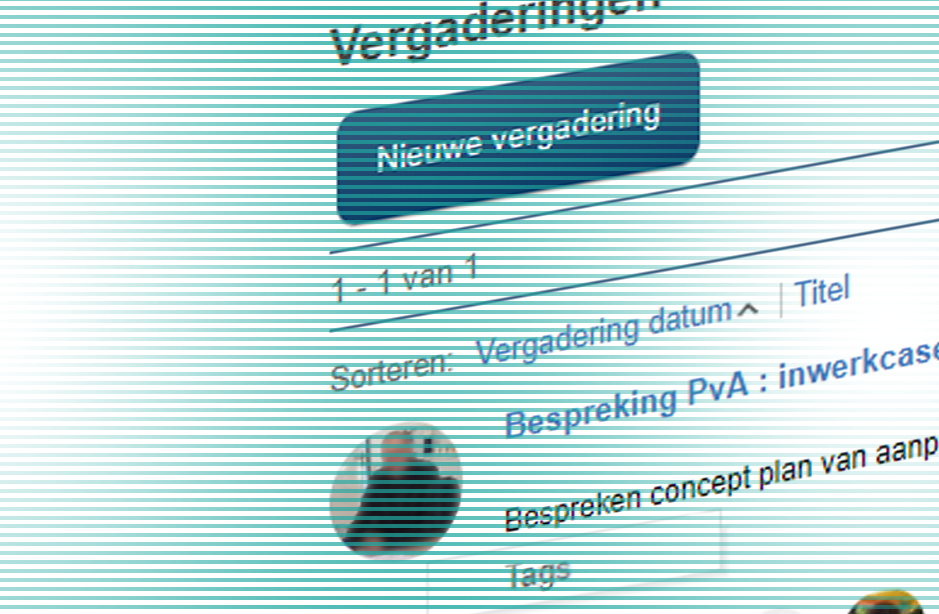 Vergaderingen
Nieuwe vergadering
1 - 1 van 1
Sorteren: Vergadering datum Titel
Bespreking PvA : inwerkcase
Bespreken concept plan van aanp
Tags